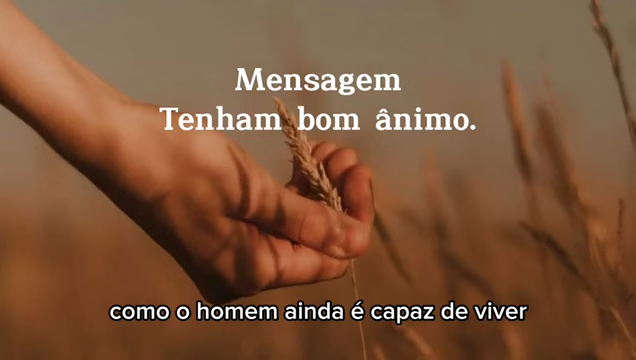 Mensagem
Tenham bom ânimo.
como o homem ainda é capaz de viver